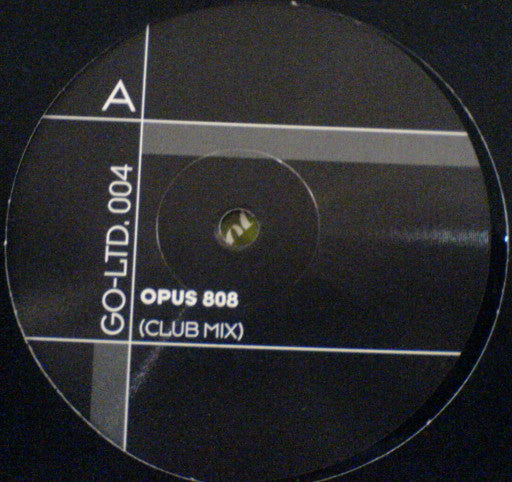 A
GO-LTD. 004
OPUS 808
(CLUB MIX)